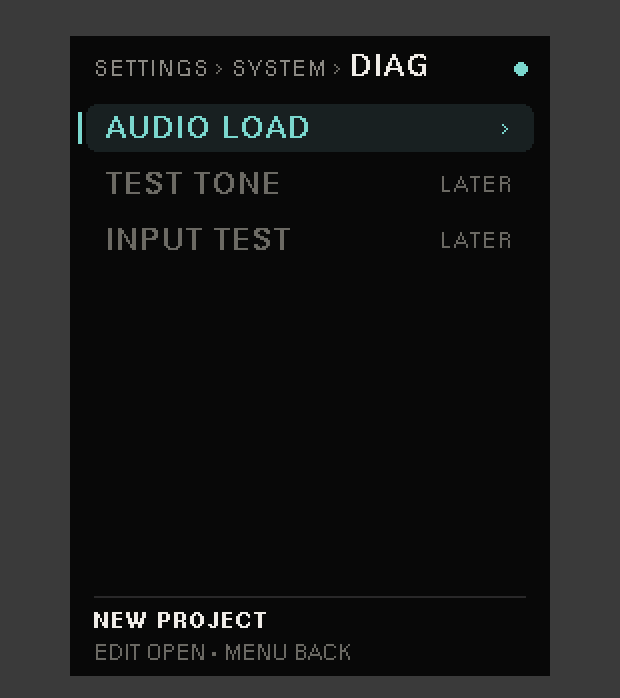 SETTINGS › SYSTEM › DIAG
AUDIO LOAD ›
TEST TONE LATER
INPUT TEST LATER
NEW PROJECT
EDIT OPEN • MENU BACK